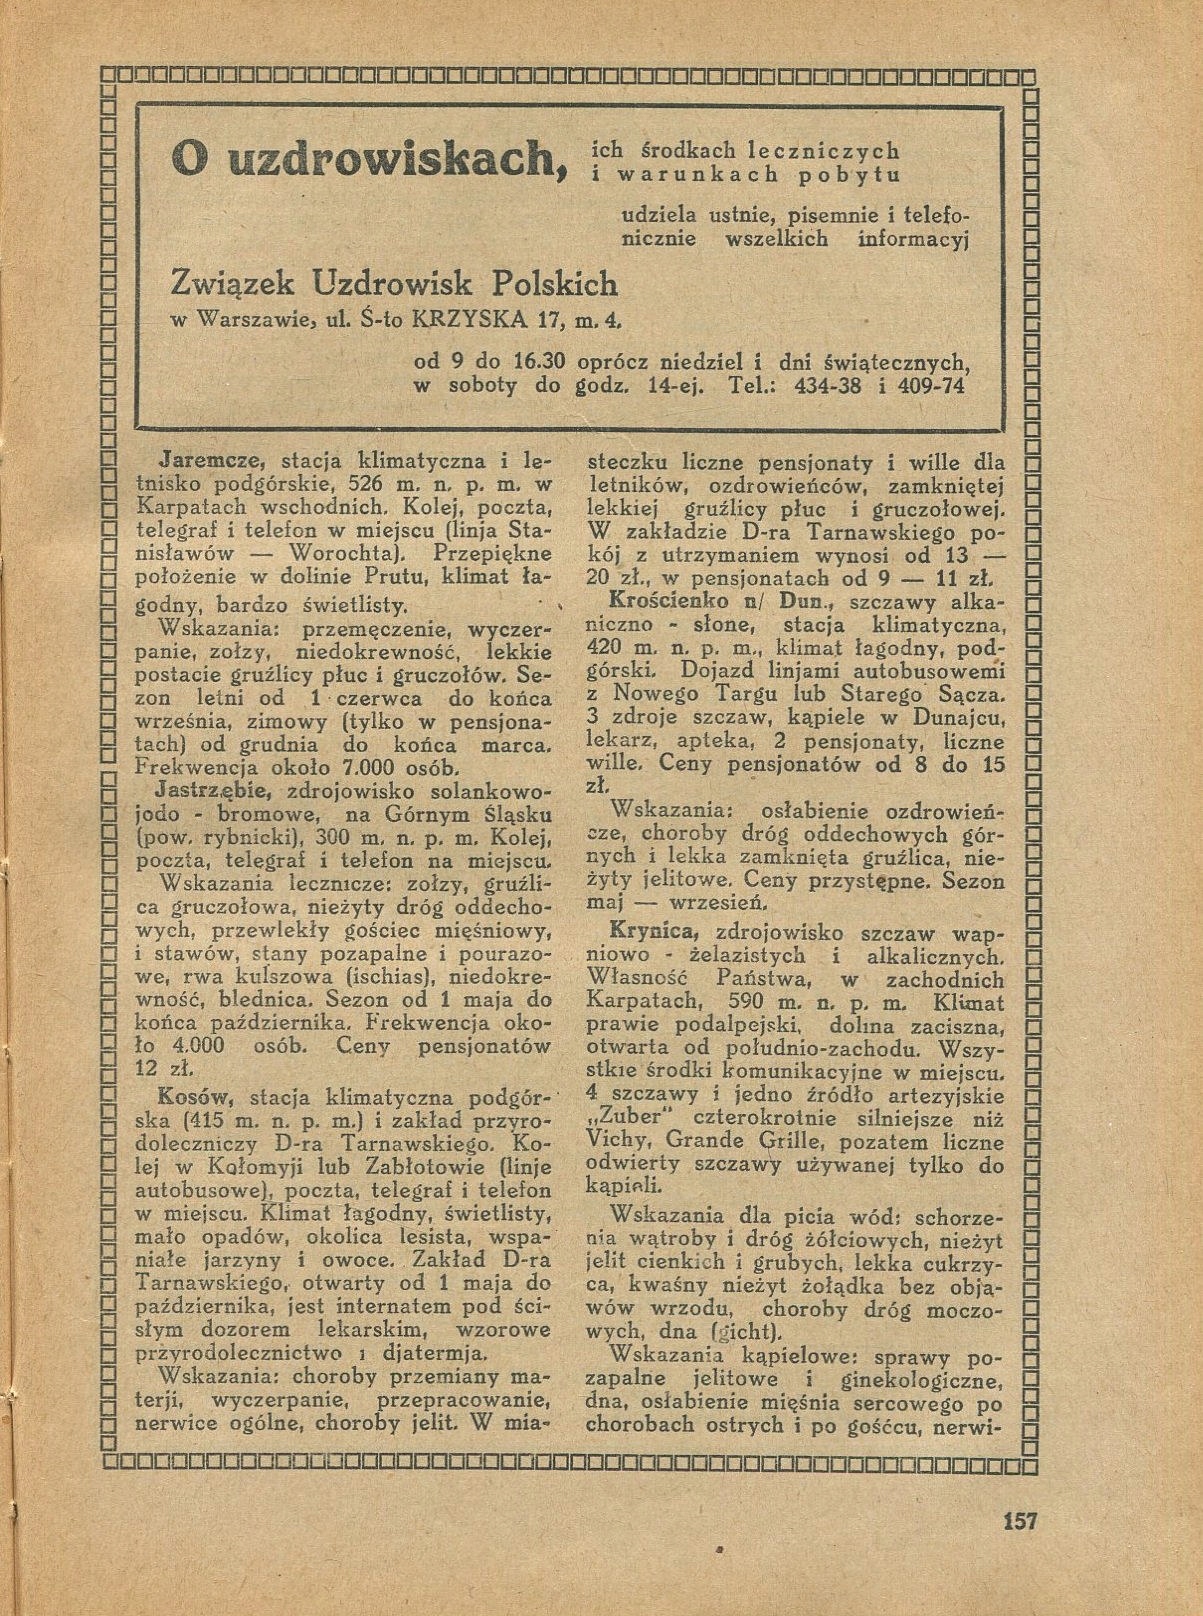 O uzdrowiskach,
ich środkach leczniczych
i warunkach pobytu
udziela ustnie, pisemnie i telefo-
nicznie wszelkich informacyj
Związek Uzdrowisk Polskich
w Warszawie, ul. Ś-to KRZYSKA 17, m. 4.
od 9 do 16.30 oprócz niedziel i dni świątecznych,
w soboty do godz. 14-ej. Tel.: 434-38 i 409-74
Jaremcze, stacja klimatyczna i le-
tnisko podgórskie, 526 m. n. p. m. w
Karpatach wschodnich. Kolej, poczta,
telegraf i telefon w miejscu (linja Sta-
nisławów — Worochta). Przepiękne
położenie w dolinie Prutu, klimat ła-
godny, bardzo świetlisty.
Wskazania: przemęczenie, wyczer-
panie, zołzy, niedokrewność, lekkie
postacie gruźlicy płuc i gruczołów. Se-
zon letni od 1 czerwca do końca
września, zimowy (tylko w pensjona-
tach) od grudnia do końca marca.
Frekwencja około 7.000 osób.
Jastrzębie, zdrojowisko solankowo-
jodo - bromowe, na Górnym Śląsku
(pow. rybnicki), 300 m. n. p. m. Kolej,
poczta, telegraf i telefon na miejscu.
Wskazania lecznicze: zołzy, gruźli-
ca gruczołowa, nieżyty dróg oddecho-
wych, przewlekły gościec mięśniowy,
i stawów, stany pozapalne i pourazo-
we, rwa kulszowa (ischias), niedokre-
wność, blednica. Sezon od 1 maja do
końca października. Frekwencja oko-
ło 4.000 osób. Ceny pensjonatów
12 zł.
Kosów, stacja klimatyczna podgór-
ska (415 m. n. p. m.) i zakład przyro-
doleczniczy D-ra Tarnawskiego. Ko-
lej w Kołomyji lub Zabłotowie (linje
autobusowe), poczta, telegraf i telefon
w miejscu. Klimat łagodny, świetlisty,
mało opadów, okolica lesista, wspa-
niałe jarzyny i owoce. Zakład D-ra
Tarnawskiego, otwarty od 1 maja do
października, jest internatem pod ści-
słym dozorem lekarskim, wzorowe
przyrodolecznictwo i djatermja.
Wskazania: choroby przemiany ma-
terji, wyczerpanie, przepracowanie,
nerwice ogólne, choroby jelit. W mia-
steczku liczne pensjonaty i wille dla
letników, ozdrowieńców, zamkniętej
lekkiej gruźlicy płuc i gruczołowej.
W zakładzie D-ra Tarnawskiego po-
kój z utrzymaniem wynosi od 13 —
20 zł., w pensjonatach od 9 — 11 zł.
Krościenko n/ Dun., szczawy alka-
niczno - słone, stacja klimatyczna,
420 m. n. p. m., klimat łagodny, pod-
górski. Dojazd linjami autobusowemi
z Nowego Targu lub Starego Sącza.
3 zdroje szczaw, kąpiele w Dunajcu,
lekarz, apteka, 2 pensjonaty, liczne
wille. Ceny pensjonatów od 8 do 15
zł.
Wskazania: osłabienie ozdrowień-
cze, choroby dróg oddechowych gór-
nych i lekka zamknięta gruźlica, nie-
żyty jelitowe. Ceny przystępne. Sezon
maj — wrzesień.
Krynica, zdrojowisko szczaw wap-
niowo - żelazistych i alkalicznych.
Własność Państwa, w zachodnich
Karpatach, 590 m. n. p. m. Klimat
prawie podalpejski, dolina zaciszna,
otwarta od południo-zachodu. Wszy-
stkie środki komunikacyjne w miejscu.
4 szczawy i jedno źródło artezyjskie
„Zuber" czterokrotnie silniejsze niż
Vichy, Grande Grille, pozatem liczne
odwierty szczawy używanej tylko do
kąpieli.
Wskazania dla picia wód: schorze-
nia wątroby i dróg żółciowych, nieżyt
jelit cienkich i grubych, lekka cukrzy-
ca, kwaśny nieżyt żołądka bez obja-
wów wrzodu, choroby dróg moczo-
wych, dna (gicht).
Wskazania kąpielowe: sprawy po-
zapalne jelitowe i ginekologiczne,
dna, osłabienie mięśnia sercowego po
chorobach ostrych i po gośćcu, nerwi-
157